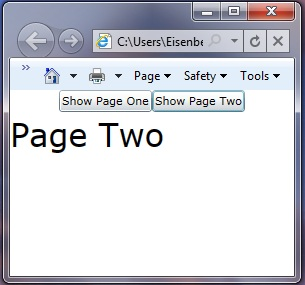 C:\Users\Eisenbe
Page Safety Tools
Show Page One Show Page Two
Page Two